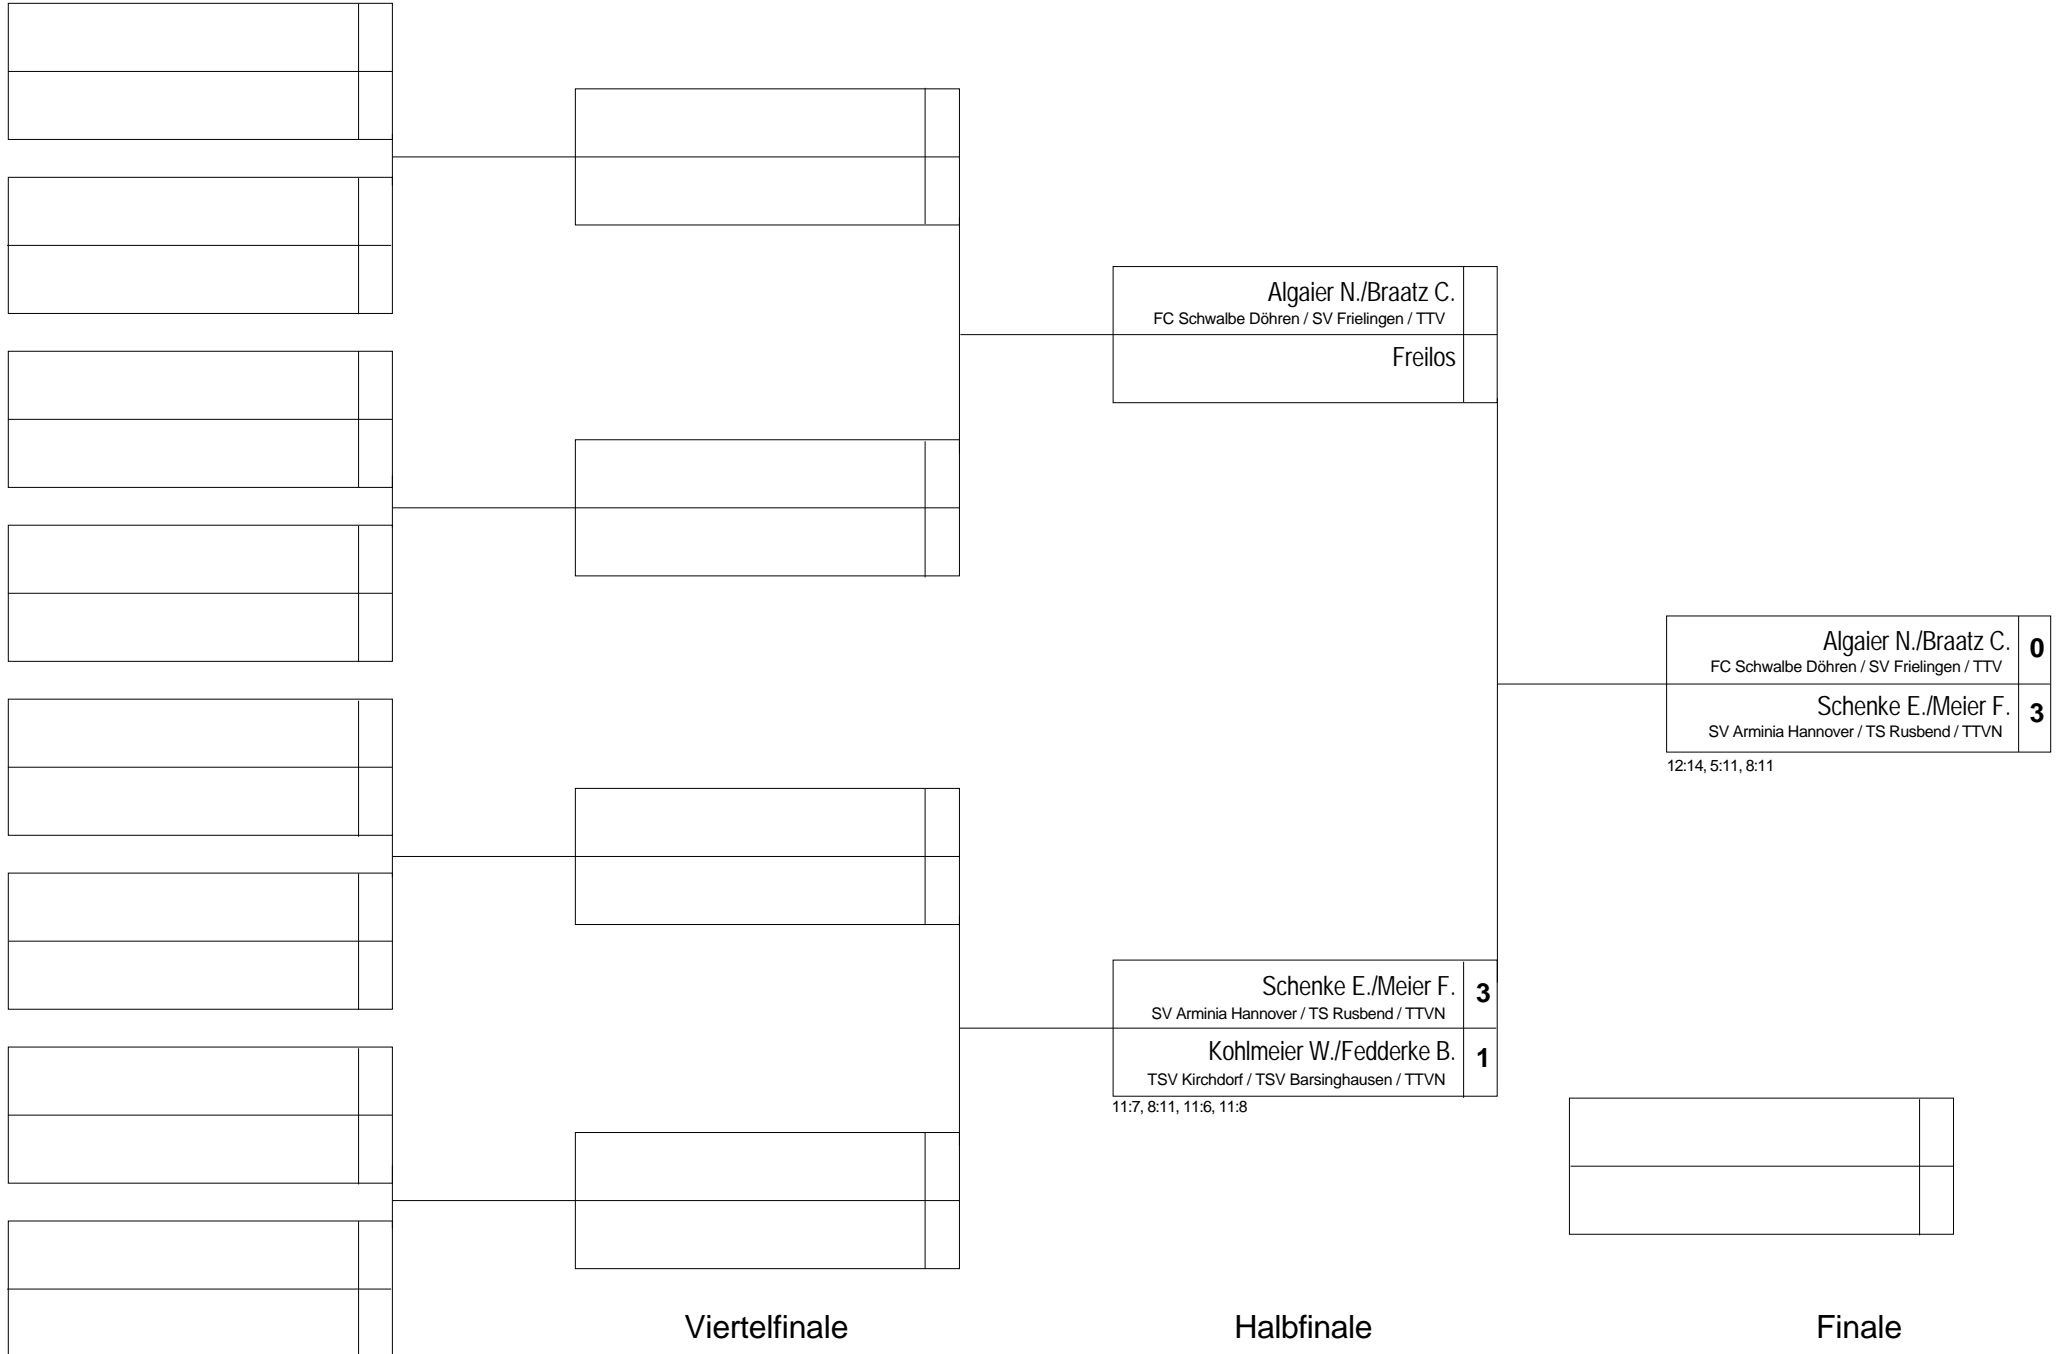 Algaier N./Braatz C.
FC Schwalbe Döhren / SV Frielingen / TTV
Freilos
Algaier N./Braatz C. 0
FC Schwalbe Döhren / SV Frielingen / TTV
Schenke E./Meier F. 3
SV Arminia Hannover / TS Rusbend / TTVN
12:14, 5:11, 8:11
Schenke E./Meier F. 3
SV Arminia Hannover / TS Rusbend / TTVN
Kohlmeier W./Fedderke B. 1
TSV Kirchdorf / TSV Barsinghausen / TTVN
11:7, 8:11, 11:6, 11:8
Viertelfinale Halbfinale Finale